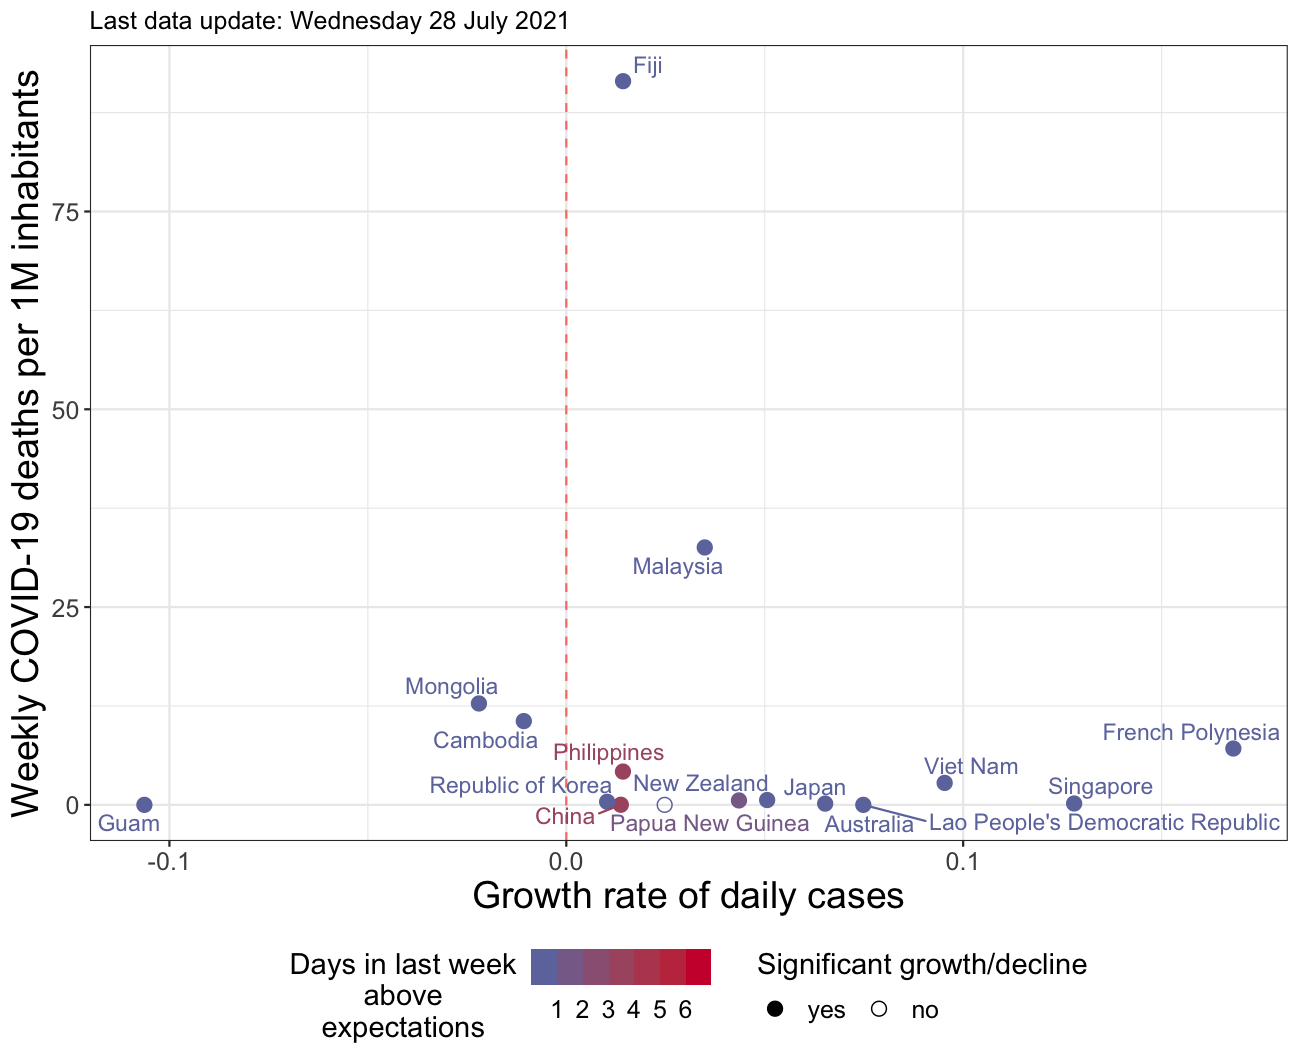 Last data update: Wednesday 28 July 2021
Weekly COVID-19 deaths per 1M inhabitants
75
50
25
0
Fiji
Malaysia
Mongolia
Cambodia
French Polynesia
Philippines
Viet Nam
Republic of Korea
New Zealand
Japan
Singapore
China
Guam
Papua New Guinea
Australia
Lao People's Democratic Republic
-0.1
0.0
0.1
Growth rate of daily cases
Days in last week
above
expectations
1 2 3 4 5 6
Significant growth/decline
yes
no